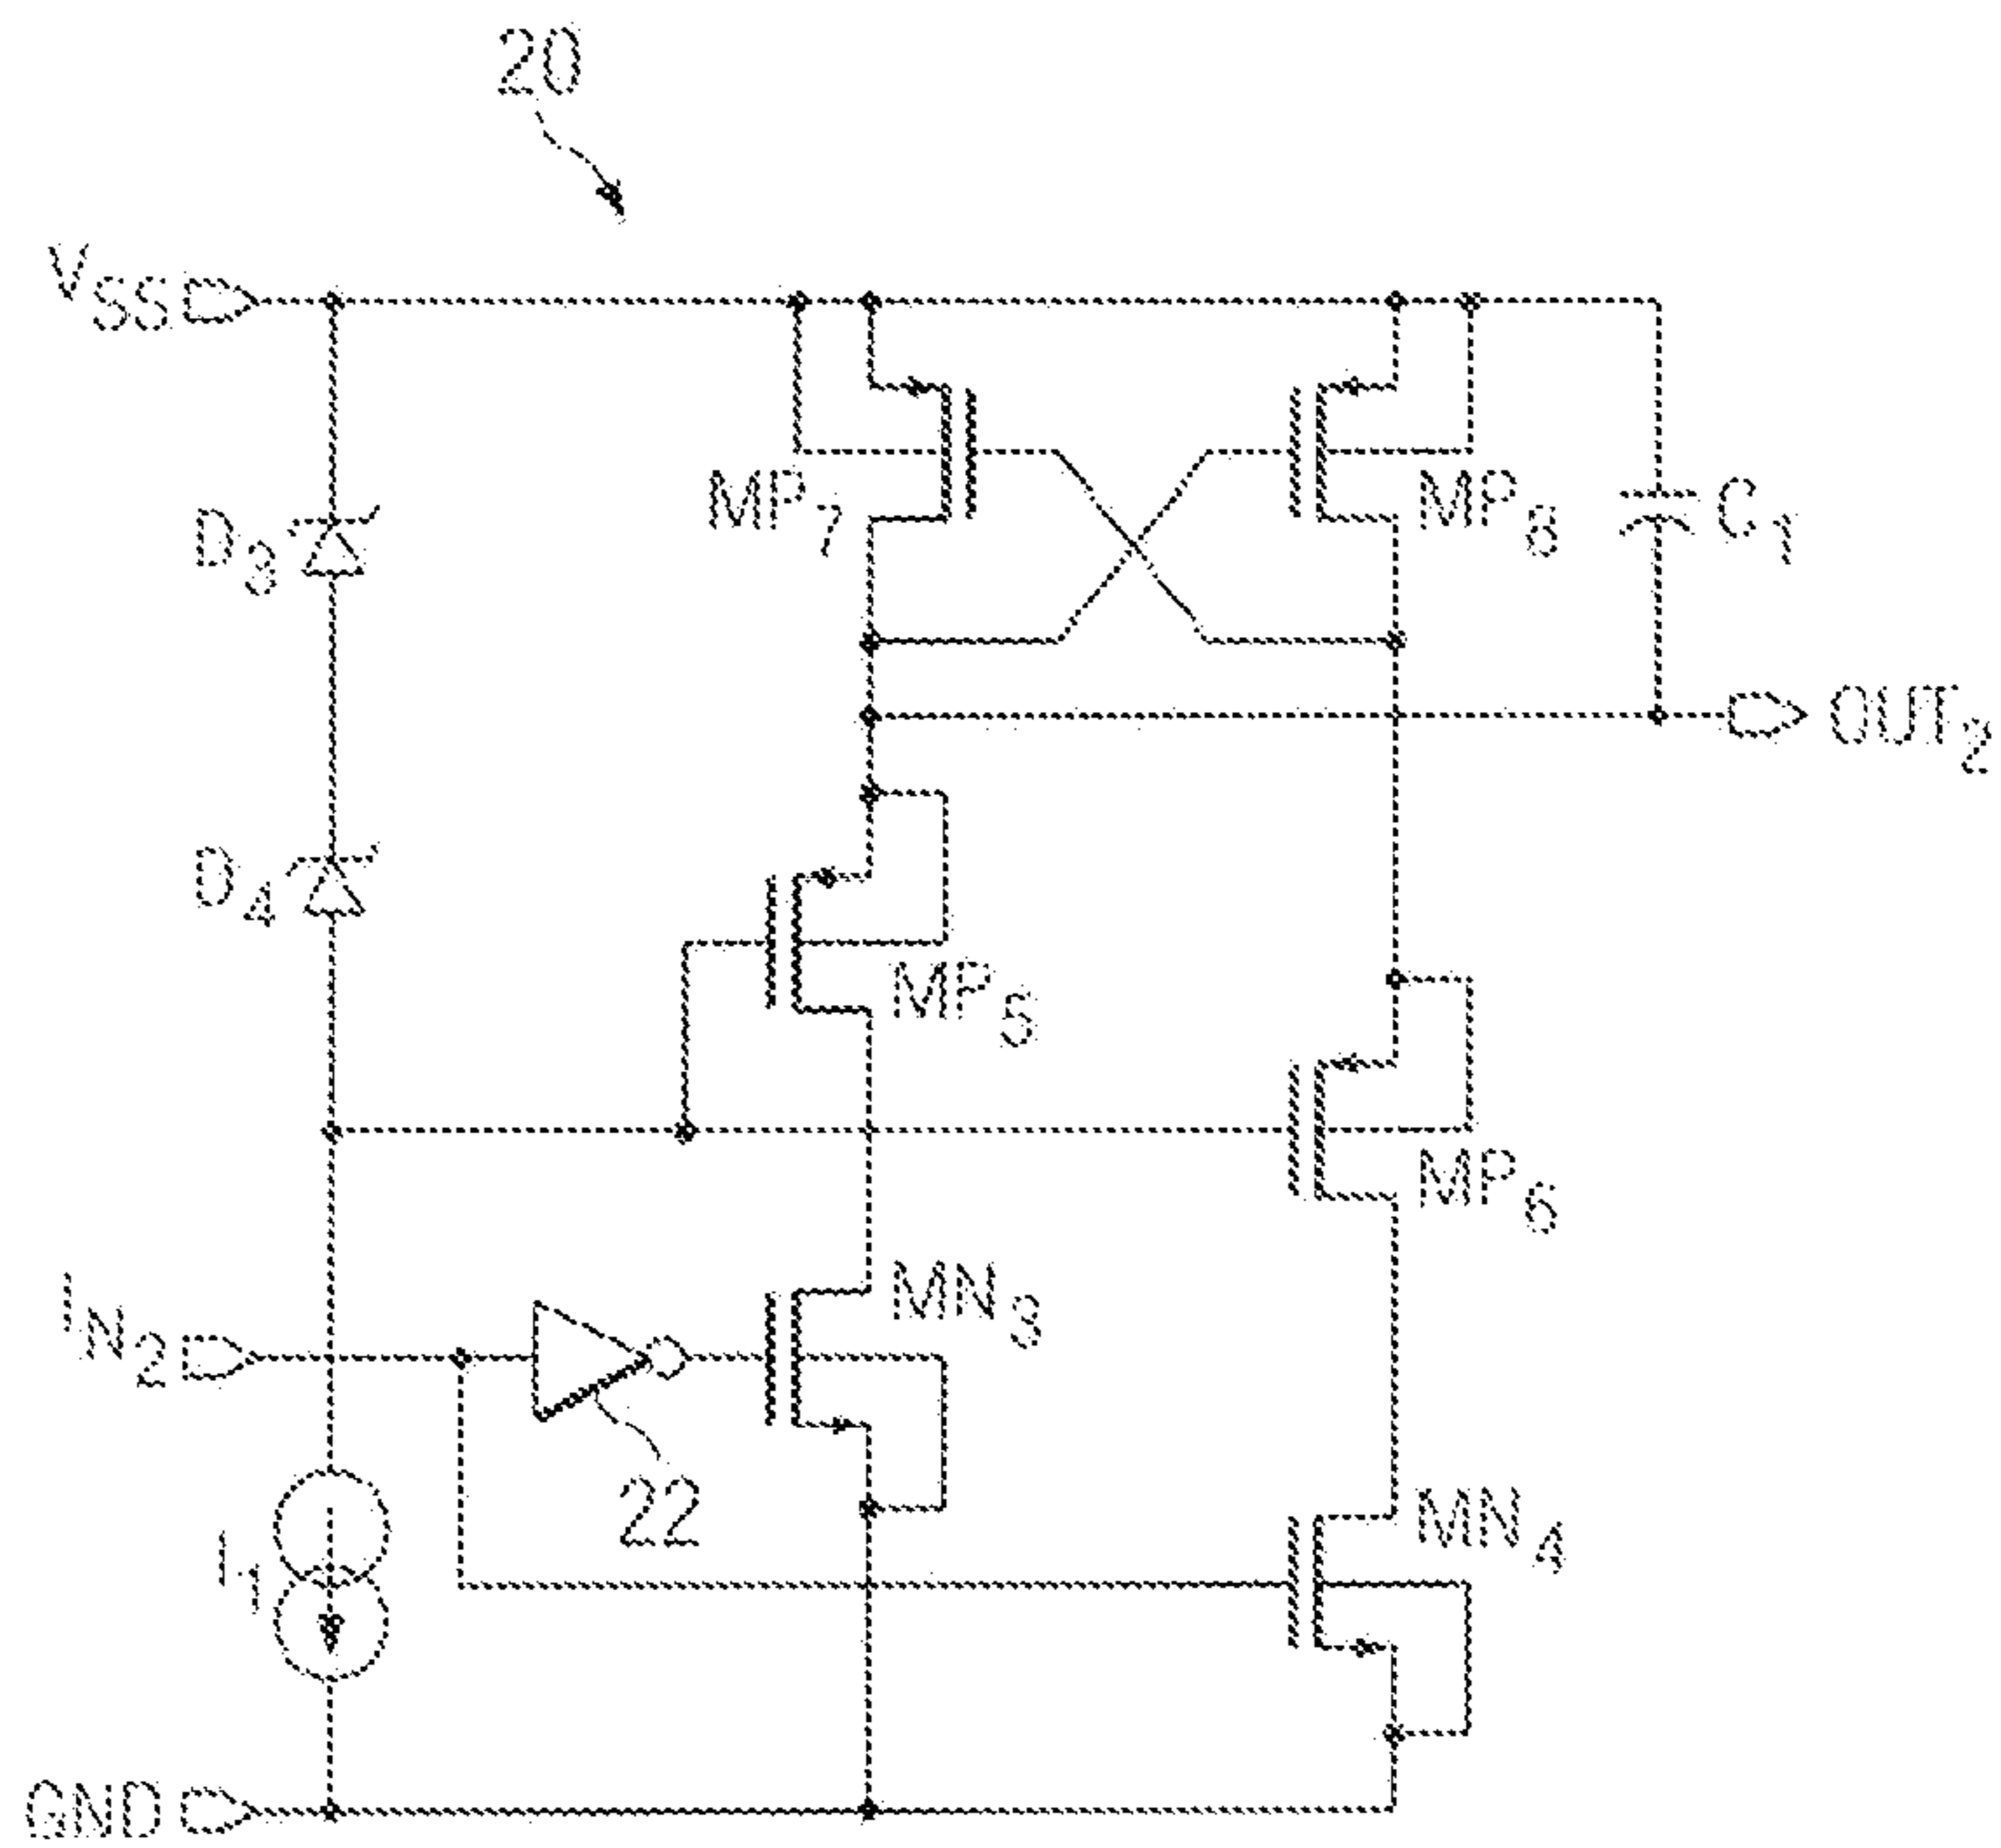 20
VSS
MP7
MP8
C1
D3
OUT2
D4
MP5
MP6
IN2
MN3
22
I1
MN4
GND